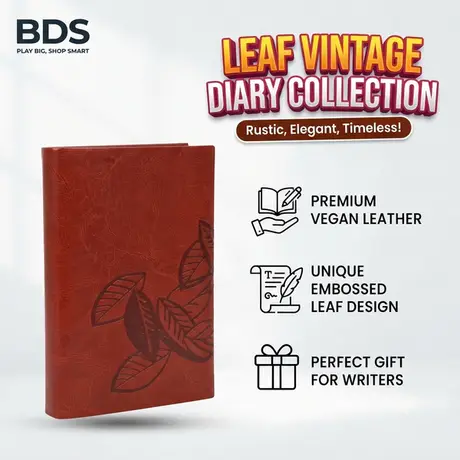 BDS
PLAY BIG, SHOP SMART
LEAF VINTAGE
DIARY COLLECTION
Rustic, Elegant, Timeless!
PREMIUM
VEGAN LEATHER
UNIQUE
EMBOSSED
LEAF DESIGN
PERFECT GIFT
FOR WRITERS